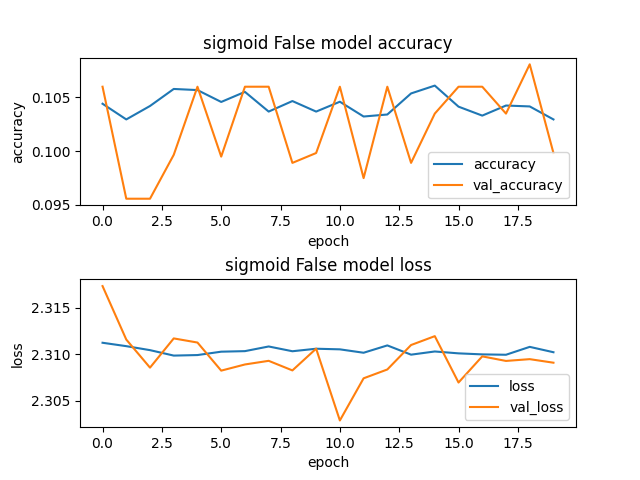 sigmoid False model accuracy
accuracy
0.105
0.100
0.095
accuracy
val_accuracy
0.0 2.5 5.0 7.5 10.0 12.5 15.0 17.5
epoch
sigmoid False model loss
loss
2.315
2.310
2.305
loss
val_loss
0.0 2.5 5.0 7.5 10.0 12.5 15.0 17.5
epoch